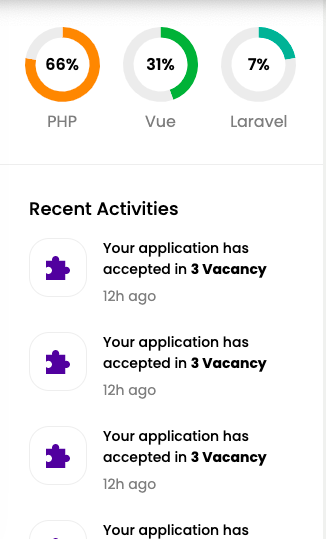 66% 31% 7%
PHP Vue Laravel
Recent Activities
Your application has
accepted in 3 Vacancy
12h ago
Your application has
accepted in 3 Vacancy
12h ago
Your application has
accepted in 3 Vacancy
12h ago
Your application has